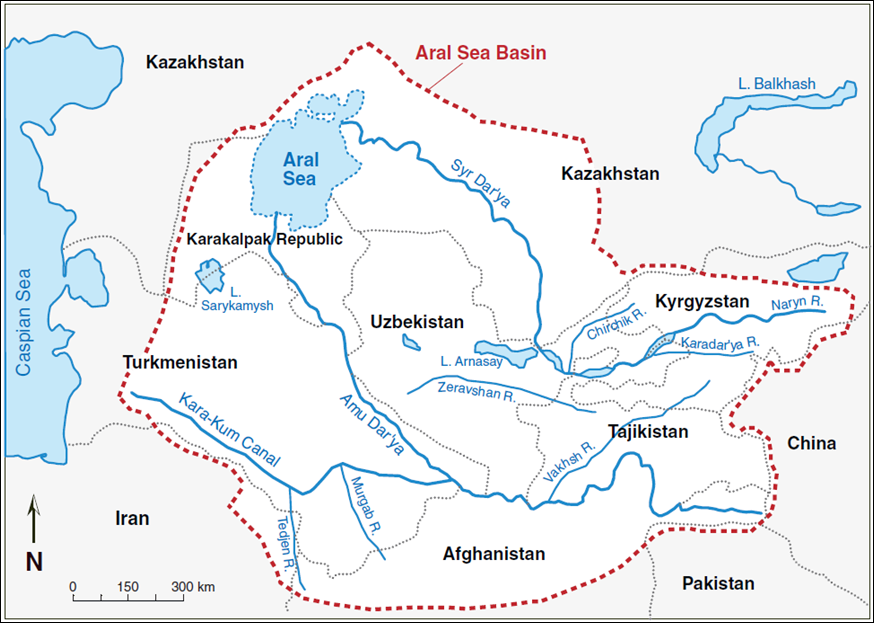 Kazakhstan
Aral Sea Basin
L. Balkhash
Aral
Sea
Syr Dar'ya
Kazakhstan
Karakalpak Republic
L.
Sarykamysh
Caspian Sea
Uzbekistan
Kyrgyzstan
Naryn R.
Chirchik R.
Karadar'ya R.
L. Arnasay
Turkmenistan
Zeravshan R.
Kara-Kum Canal
Amu Dar'ya
Tajikistan
China
Vakhsh R.
Murgab R.
Tedjen R.
Iran
Afghanistan
Pakistan
N
0 150 300 km